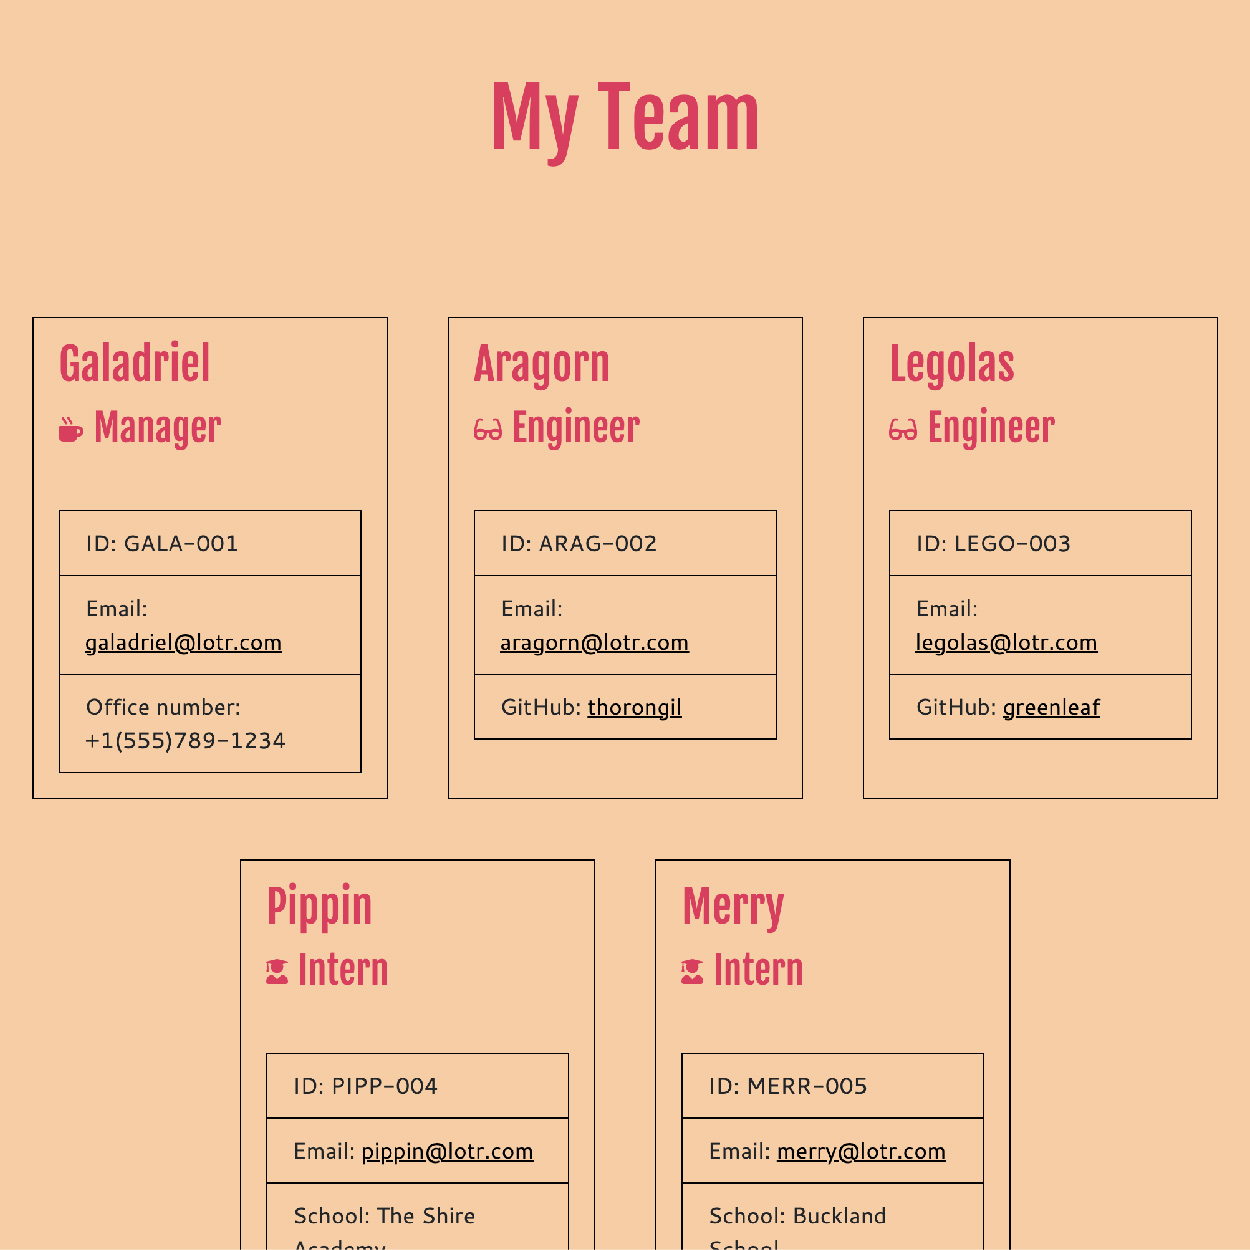 My Team
Galadriel
Manager
ID: GALA-001
Email:
galadriel@lotr.com
Office number:
+1(555)789-1234
Aragorn
Engineer
ID: ARAG-002
Email:
aragorn@lotr.com
GitHub: thorongil
Legolas
Engineer
ID: LEGO-003
Email:
legolas@lotr.com
GitHub: greenleaf
Pippin
Intern
ID: PIPP-004
Email: pippin@lotr.com
School: The Shire
Academy
Merry
Intern
ID: MERR-005
Email: merry@lotr.com
School: Buckland
School